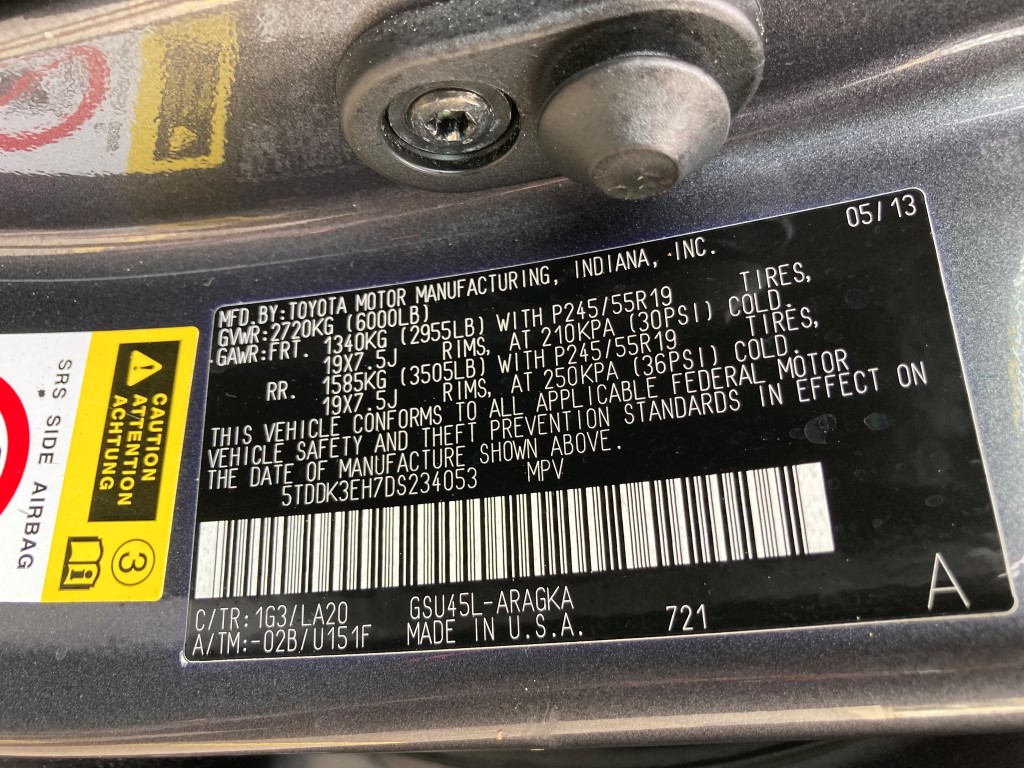 05/13
MFD.BY:TOYOTA MOTOR MANUFACTURING, INDIANA, INC.
GVWR:2720KG (6000LB)
GAWR:FRT. 1340KG (2955LB) WITH P245/55R19 TIRES,
19X7.5J RIMS, AT 210KPA (30PSI) COLD.
RR. 1585KG (3505LB) WITH P245/55R19 TIRES,
19X7.5J RIMS, AT 250KPA (36PSI) COLD.
THIS VEHICLE CONFORMS TO ALL APPLICABLE FEDERAL MOTOR
VEHICLE SAFETY AND THEFT PREVENTION STANDARDS IN EFFECT ON
THE DATE OF MANUFACTURE SHOWN ABOVE.
5TDDK3EH7DS234053 MPV
C/TR:1G3/LA20 GSU45L-ARAGKA
A/TM:-02B/U151F MADE IN U.S.A. 721
A
CAUTION
ATTENTION
ACHTUNG
SRS SIDE AIRBAG
3